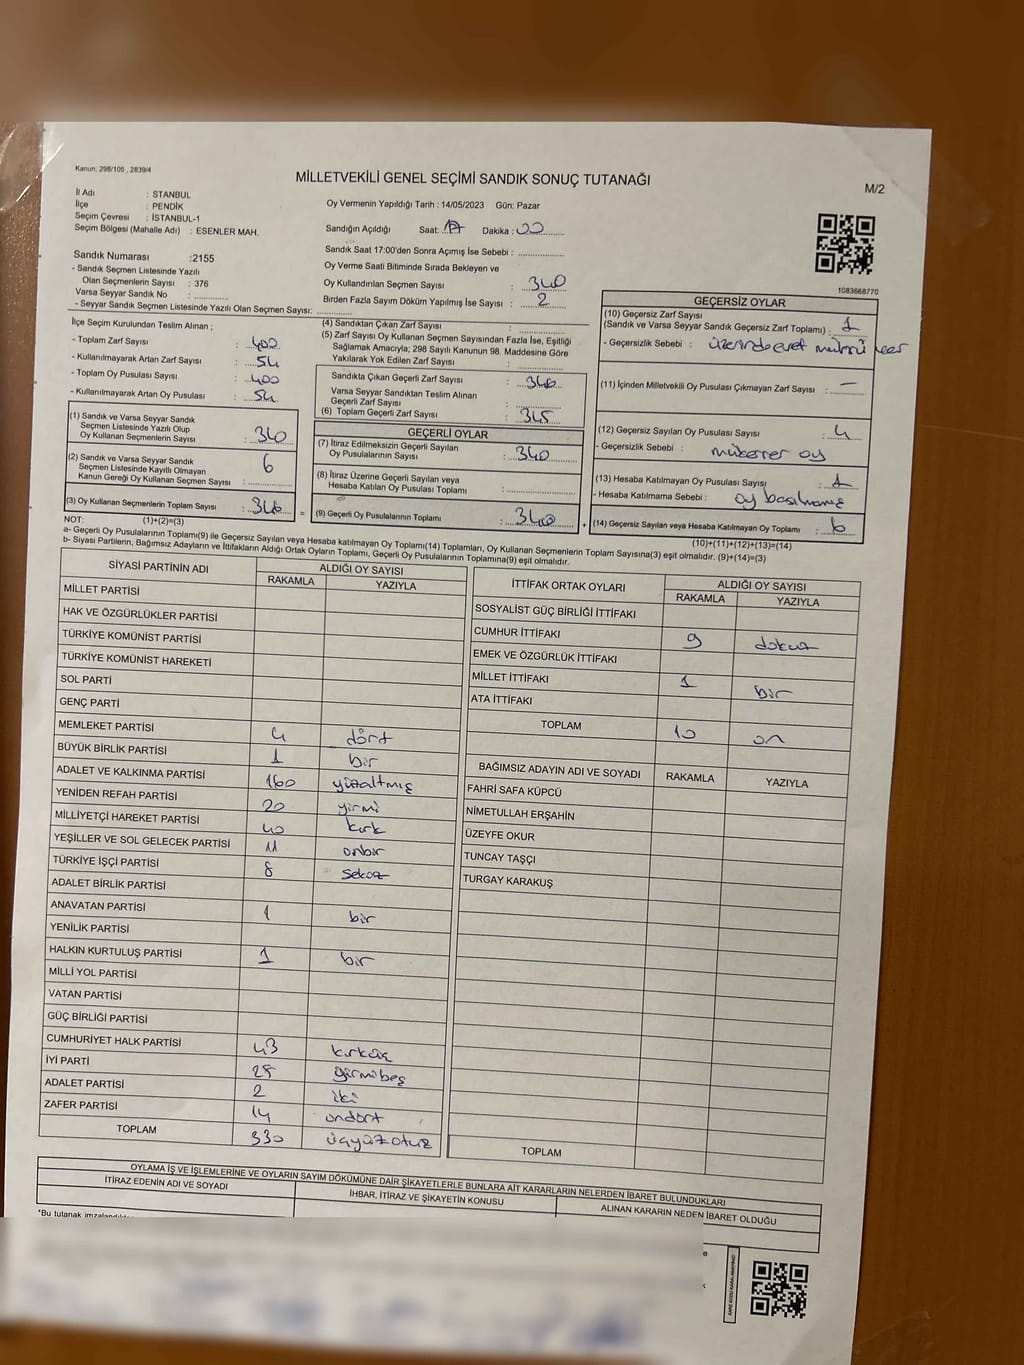 Kanun: 298/105 , 2839/4
MİLLETVEKİLİ GENEL SEÇİMİ SANDIK SONUÇ TUTANAĞI
M/2
İl Adı : STANBUL
İlçe : PENDİK
Seçim Çevresi : İSTANBUL-1
Seçim Bölgesi (Mahalle Adı) : ESENLER MAH.
Sandık Numarası :2155
- Sandık Seçmen Listesinde Yazılı
Olan Seçmenlerin Sayısı : 376
Varsa Seyyar Sandık No :
- Seyyar Sandık Seçmen Listesinde Yazılı Olan Seçmen Sayısı:
Oy Vermenin Yapıldığı Tarih : 14/05/2023 Gün: Pazar
Sandığın Açıldığı Saat: 17 Dakika : 00
Sandık Saat 17:00'den Sonra Açımış İse Sebebi :
Oy Verme Saati Bitiminde Sırada Bekleyen ve
Oy Kullandırılan Seçmen Sayısı : 340
Birden Fazla Sayım Döküm Yapılmış İse Sayısı : 2
1083668770
İlçe Seçim Kurulundan Teslim Alınan ;
- Toplam Zarf Sayısı : 400
- Kullanılmayarak Artan Zarf Sayısı : 54
- Toplam Oy Pusulası Sayısı : 400
- Kullanılmayarak Artan Oy Pusulası : 54
(1) Sandık ve Varsa Seyyar Sandık
Seçmen Listesinde Yazılı Olup
Oy Kullanan Seçmenlerin Sayısı : 340
(2) Sandık ve Varsa Seyyar Sandık
Seçmen Listesinde Kayıtlı Olmayan
Kanun Gereği Oy Kullanan Seçmen Sayısı : 6
(3) Oy Kullanan Seçmenlerin Toplam Sayısı : 346
(4) Sandıktan Çıkan Zarf Sayısı :
(5) Zarf Sayısı Oy Kullanan Seçmen Sayısından Fazla İse, Eşitliği
Sağlamak Amacıyla; 298 Sayılı Kanunun 98. Maddesine Göre
Yakılarak Yok Edilen Zarf Sayısı :
Sandıkta Çıkan Geçerli Zarf Sayısı :
Varsa Seyyar Sandıktan Teslim Alınan
Geçerli Zarf Sayısı :
(6) Toplam Geçerli Zarf Sayısı : 345
GEÇERLİ OYLAR
(7) İtiraz Edilmeksizin Geçerli Sayılan
Oy Pusulalarının Sayısı : 340
(8) İtiraz Üzerine Geçerli Sayılan veya
Hesaba Katılan Oy Pusulası Toplamı :
(9) Geçerli Oy Pusulalarının Toplamı : 340
GEÇERSİZ OYLAR
(10) Geçersiz Zarf Sayısı
(Sandık ve Varsa Seyyar Sandık Geçersiz Zarf Toplamı) : 1
- Geçersizlik Sebebi : üzerinde evet mührü
(11) İçinden Milletvekili Oy Pusulası Çıkmayan Zarf Sayısı : —
(12) Geçersiz Sayılan Oy Pusulası Sayısı : 4
- Geçersizlik Sebebi : mükerrer oy
(13) Hesaba Katılmayan Oy Pusulası Sayısı : 1
- Hesaba Katılmama Sebebi : oy basılmamış
(14) Geçersiz Sayılan veya Hesaba Katılmayan Oy Toplamı : 6
NOT: (1)+(2)=(3)
(10)+(11)+(12)+(13)=(14)
a- Geçerli Oy Pusulalarının Toplamı(9) ile Geçersiz Sayılan veya Hesaba Katılmayan Oy Toplamı(14) Toplamları, Oy Kullanan Seçmenlerin Toplam Sayısına(3) eşit olmalıdır. (9)+(14)=(3)
b- Siyasi Partilerin, Bağımsız Adayların ve İttifakların Aldığı Ortak Oyların Toplamı, Geçerli Oy Pusulalarının Toplamına(9) eşit olmalıdır.
SİYASİ PARTİNİN ADI ALDIĞI OY SAYISI
RAKAMLA YAZIYLA
MİLLET PARTİSİ
HAK VE ÖZGÜRLÜKLER PARTİSİ
TÜRKİYE KOMÜNİST PARTİSİ
TÜRKİYE KOMÜNİST HAREKETİ
SOL PARTİ
GENÇ PARTİ
MEMLEKET PARTİSİ 4 dört
BÜYÜK BİRLİK PARTİSİ 1 bir
ADALET VE KALKINMA PARTİSİ 160 yüzaltmış
YENİDEN REFAH PARTİSİ 20 yirmi
MİLLİYETÇİ HAREKET PARTİSİ 40 kırk
YEŞİLLER VE SOL GELECEK PARTİSİ 11 onbir
TÜRKİYE İŞÇİ PARTİSİ 8 sekiz
ADALET BİRLİK PARTİSİ
ANAVATAN PARTİSİ 1 bir
YENİLİK PARTİSİ
HALKIN KURTULUŞ PARTİSİ 1 bir
MİLLİ YOL PARTİSİ
VATAN PARTİSİ
GÜÇ BİRLİĞİ PARTİSİ
CUMHURİYET HALK PARTİSİ 43 kırküç
İYİ PARTİ 25 yirmibeş
ADALET PARTİSİ 2 iki
ZAFER PARTİSİ 14 ondört
TOPLAM 330 üçyüzotuz
İTTİFAK ORTAK OYLARI ALDIĞI OY SAYISI
RAKAMLA YAZIYLA
SOSYALİST GÜÇ BİRLİĞİ İTTİFAKI
CUMHUR İTTİFAKI 9 dokuz
EMEK VE ÖZGÜRLÜK İTTİFAKI
MİLLET İTTİFAKI 1 bir
ATA İTTİFAKI
TOPLAM 10 on
BAĞIMSIZ ADAYIN ADI VE SOYADI RAKAMLA YAZIYLA
FAHRİ SAFA KÜPCÜ
NİMETULLAH ERŞAHİN
ÜZEYFE OKUR
TUNCAY TAŞÇI
TURGAY KARAKUŞ
TOPLAM
OYLAMA İŞ VE İŞLEMLERİNE VE OYLARIN SAYIM DÖKÜMÜNE DAİR ŞİKAYETLERLE BUNLARA AİT KARARLARIN NELERDEN İBARET BULUNDUKLARI
İTİRAZ EDENİN ADI VE SOYADI İHBAR, İTİRAZ VE ŞİKAYETİN KONUSU ALINAN KARARIN NEDEN İBARET OLDUĞU
*Bu tutanak